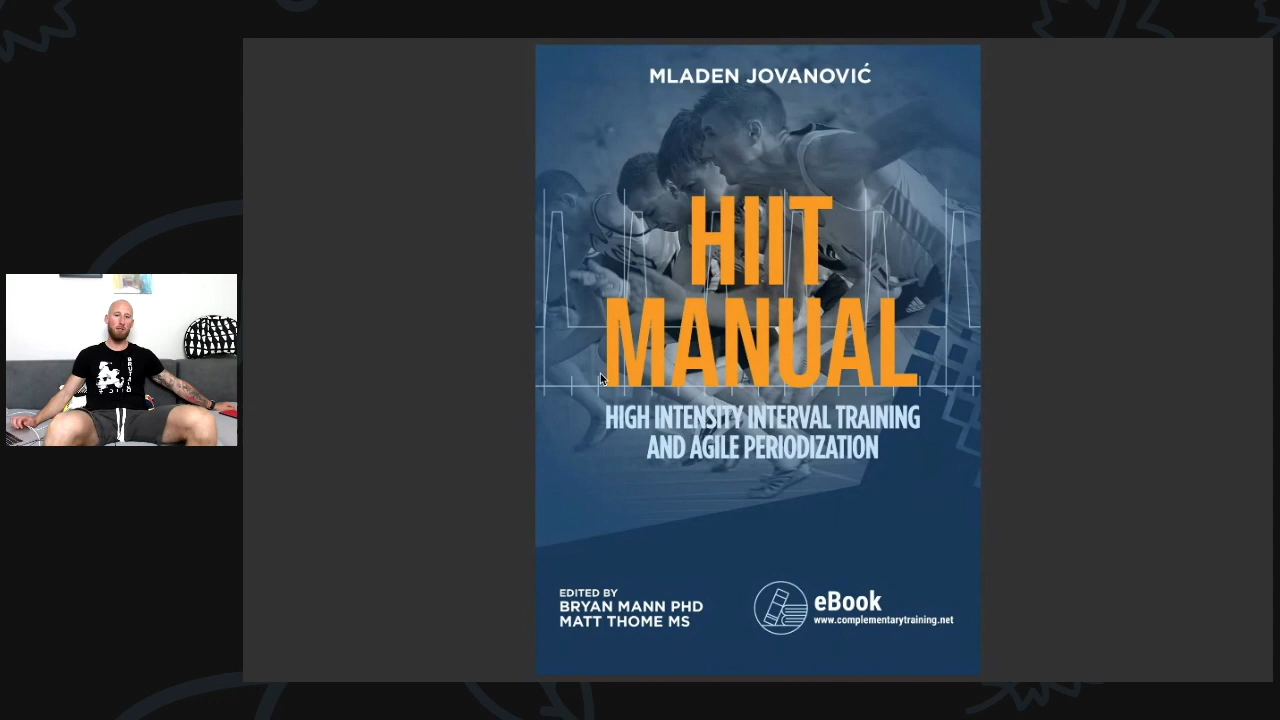 MLADEN JOVANOVIĆ
HIIT
MANUAL
HIGH INTENSITY INTERVAL TRAINING
AND AGILE PERIODIZATION
EDITED BY
BRYAN MANN PHD
MATT THOME MS
eBook
www.complementarytraining.net